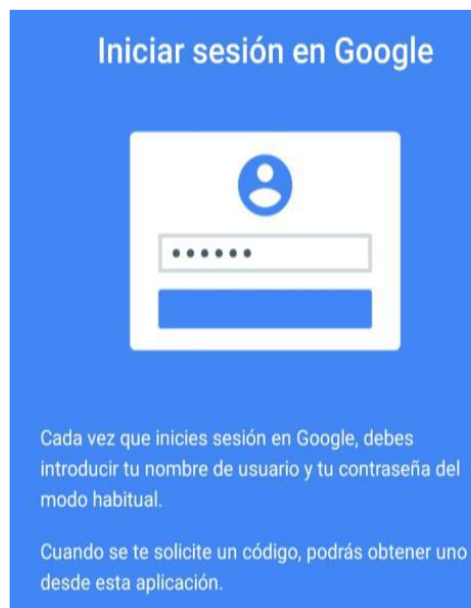 Iniciar sesión en Google
Cada vez que inicies sesión en Google, debes
introducir tu nombre de usuario y tu contraseña del
modo habitual.
Cuando se te solicite un código, podrás obtener uno
desde esta aplicación.